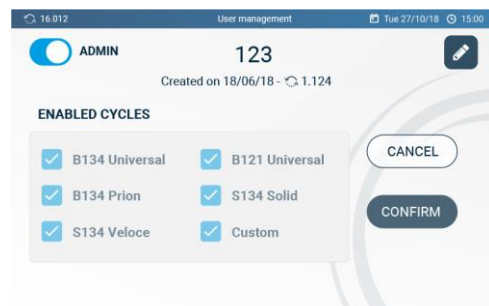 16.012 User management Tue 27/10/18 15:00
ADMIN 123
Created on 18/06/18 - 1.124
ENABLED CYCLES
B134 Universal B121 Universal
B134 Prion S134 Solid
S134 Veloce Custom
CANCEL
CONFIRM